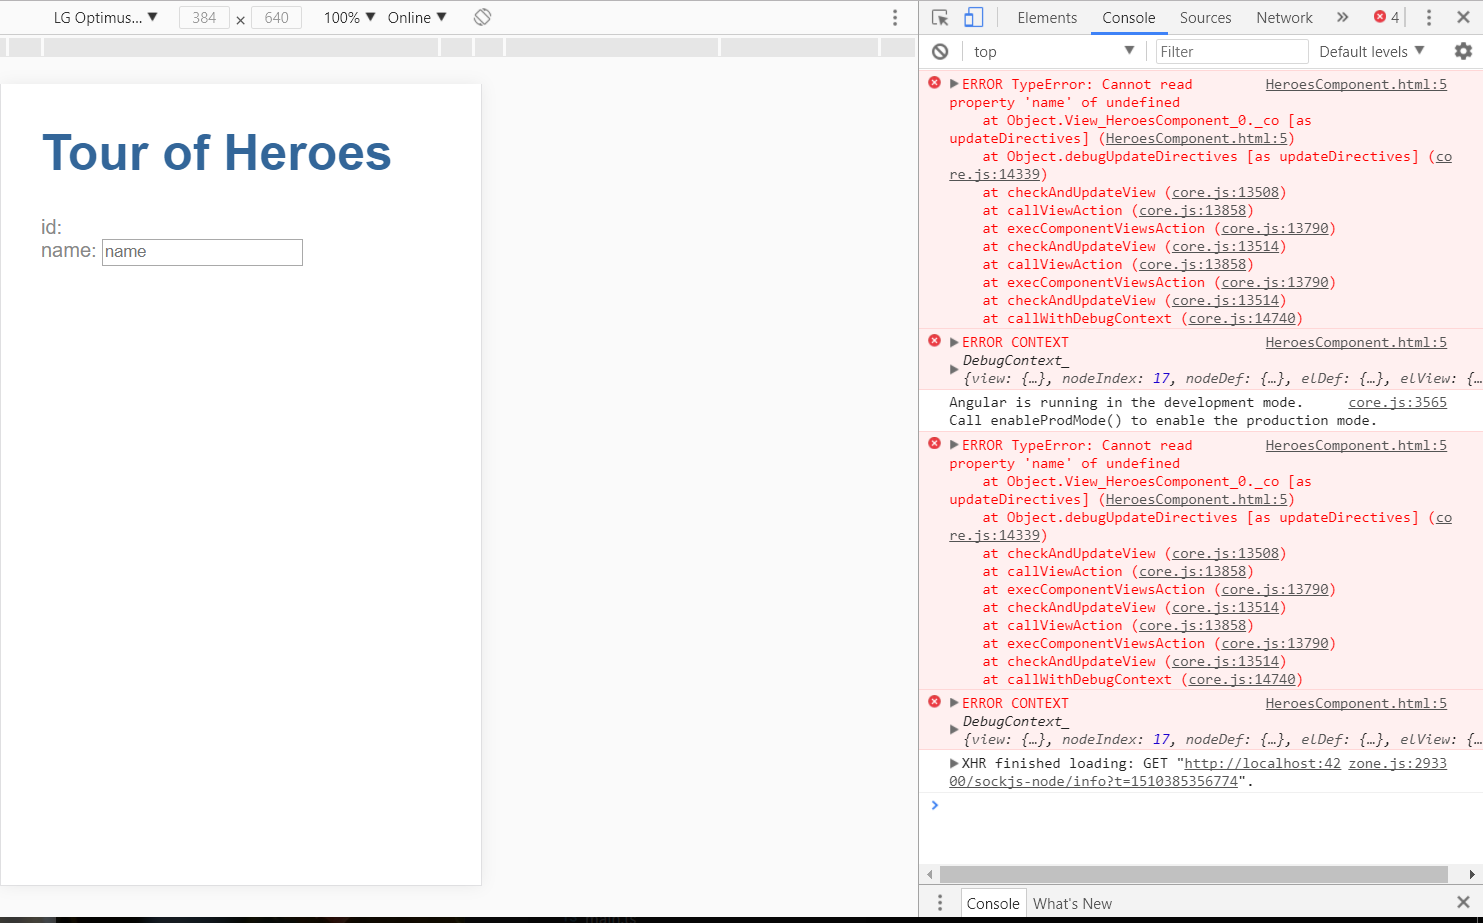 LG Optimus... ▼ 384 × 640 100% ▼ Online ▼
Elements Console Sources Network » 4
top ▼ Filter Default levels ▼
Tour of Heroes
id:
name: name
ERROR TypeError: Cannot read HeroesComponent.html:5
property 'name' of undefined
at Object.View_HeroesComponent_0._co [as
updateDirectives] (HeroesComponent.html:5)
at Object.debugUpdateDirectives [as updateDirectives] (co
re.js:14339)
at checkAndUpdateView (core.js:13508)
at callViewAction (core.js:13858)
at execComponentViewsAction (core.js:13790)
at checkAndUpdateView (core.js:13514)
at callViewAction (core.js:13858)
at execComponentViewsAction (core.js:13790)
at checkAndUpdateView (core.js:13514)
at callWithDebugContext (core.js:14740)
ERROR CONTEXT HeroesComponent.html:5
DebugContext_
{view: {…}, nodeIndex: 17, nodeDef: {…}, elDef: {…}, elView: {…
Angular is running in the development mode. core.js:3565
Call enableProdMode() to enable the production mode.
ERROR TypeError: Cannot read HeroesComponent.html:5
property 'name' of undefined
at Object.View_HeroesComponent_0._co [as
updateDirectives] (HeroesComponent.html:5)
at Object.debugUpdateDirectives [as updateDirectives] (co
re.js:14339)
at checkAndUpdateView (core.js:13508)
at callViewAction (core.js:13858)
at execComponentViewsAction (core.js:13790)
at checkAndUpdateView (core.js:13514)
at callViewAction (core.js:13858)
at execComponentViewsAction (core.js:13790)
at checkAndUpdateView (core.js:13514)
at callWithDebugContext (core.js:14740)
ERROR CONTEXT HeroesComponent.html:5
DebugContext_
{view: {…}, nodeIndex: 17, nodeDef: {…}, elDef: {…}, elView: {…
XHR finished loading: GET "http://localhost:42 zone.js:2933
00/sockjs-node/info?t=1510385356774".
Console What's New